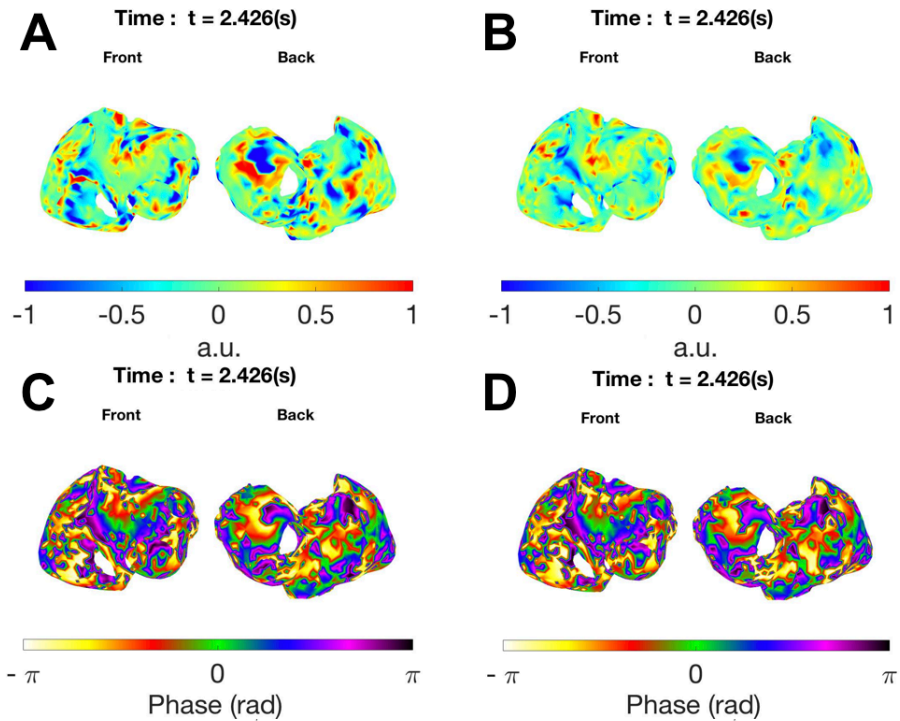 A
Time : t = 2.426(s)
Front Back
-1 -0.5 0 0.5 1
a.u.
B
Time : t = 2.426(s)
Front Back
-1 -0.5 0 0.5 1
a.u.
C
Time : t = 2.426(s)
Front Back
- π 0 π
Phase (rad)
D
Time : t = 2.426(s)
Front Back
- π 0 π
Phase (rad)